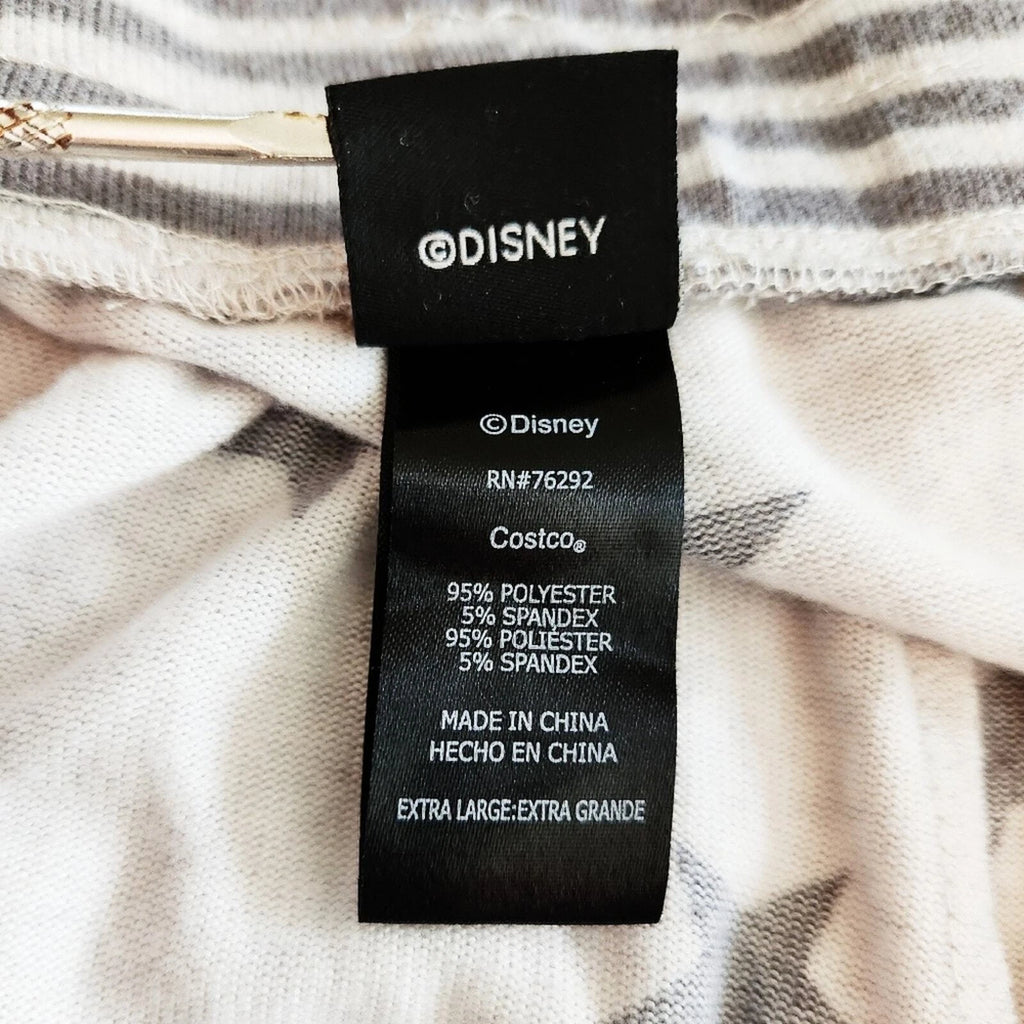 ©DISNEY
©Disney
RN#76292
Costco®
95% POLYESTER
5% SPANDEX
95% POLIÉSTER
5% SPANDEX
MADE IN CHINA
HECHO EN CHINA
EXTRA LARGE:EXTRA GRANDE